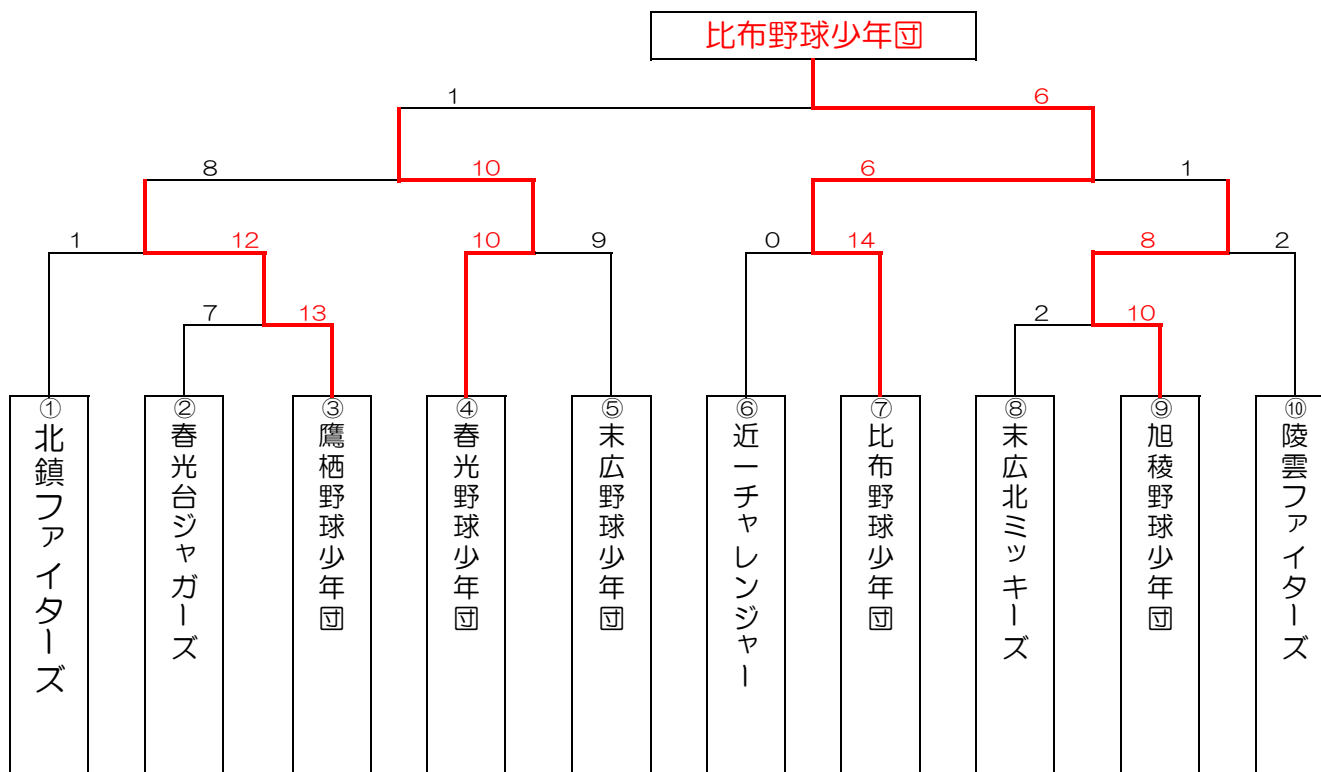 比布野球少年団
1 6
8 10 6 1
1 12 10 9 0 14 8 2
7 13 2 10
①北鎮ファイターズ
②春光台ジャガーズ
③鷹栖野球少年団
④春光野球少年団
⑤末広野球少年団
⑥近一チャレンジャー
⑦比布野球少年団
⑧末広北ミッキーズ
⑨旭稜野球少年団
⑩陵雲ファイターズ